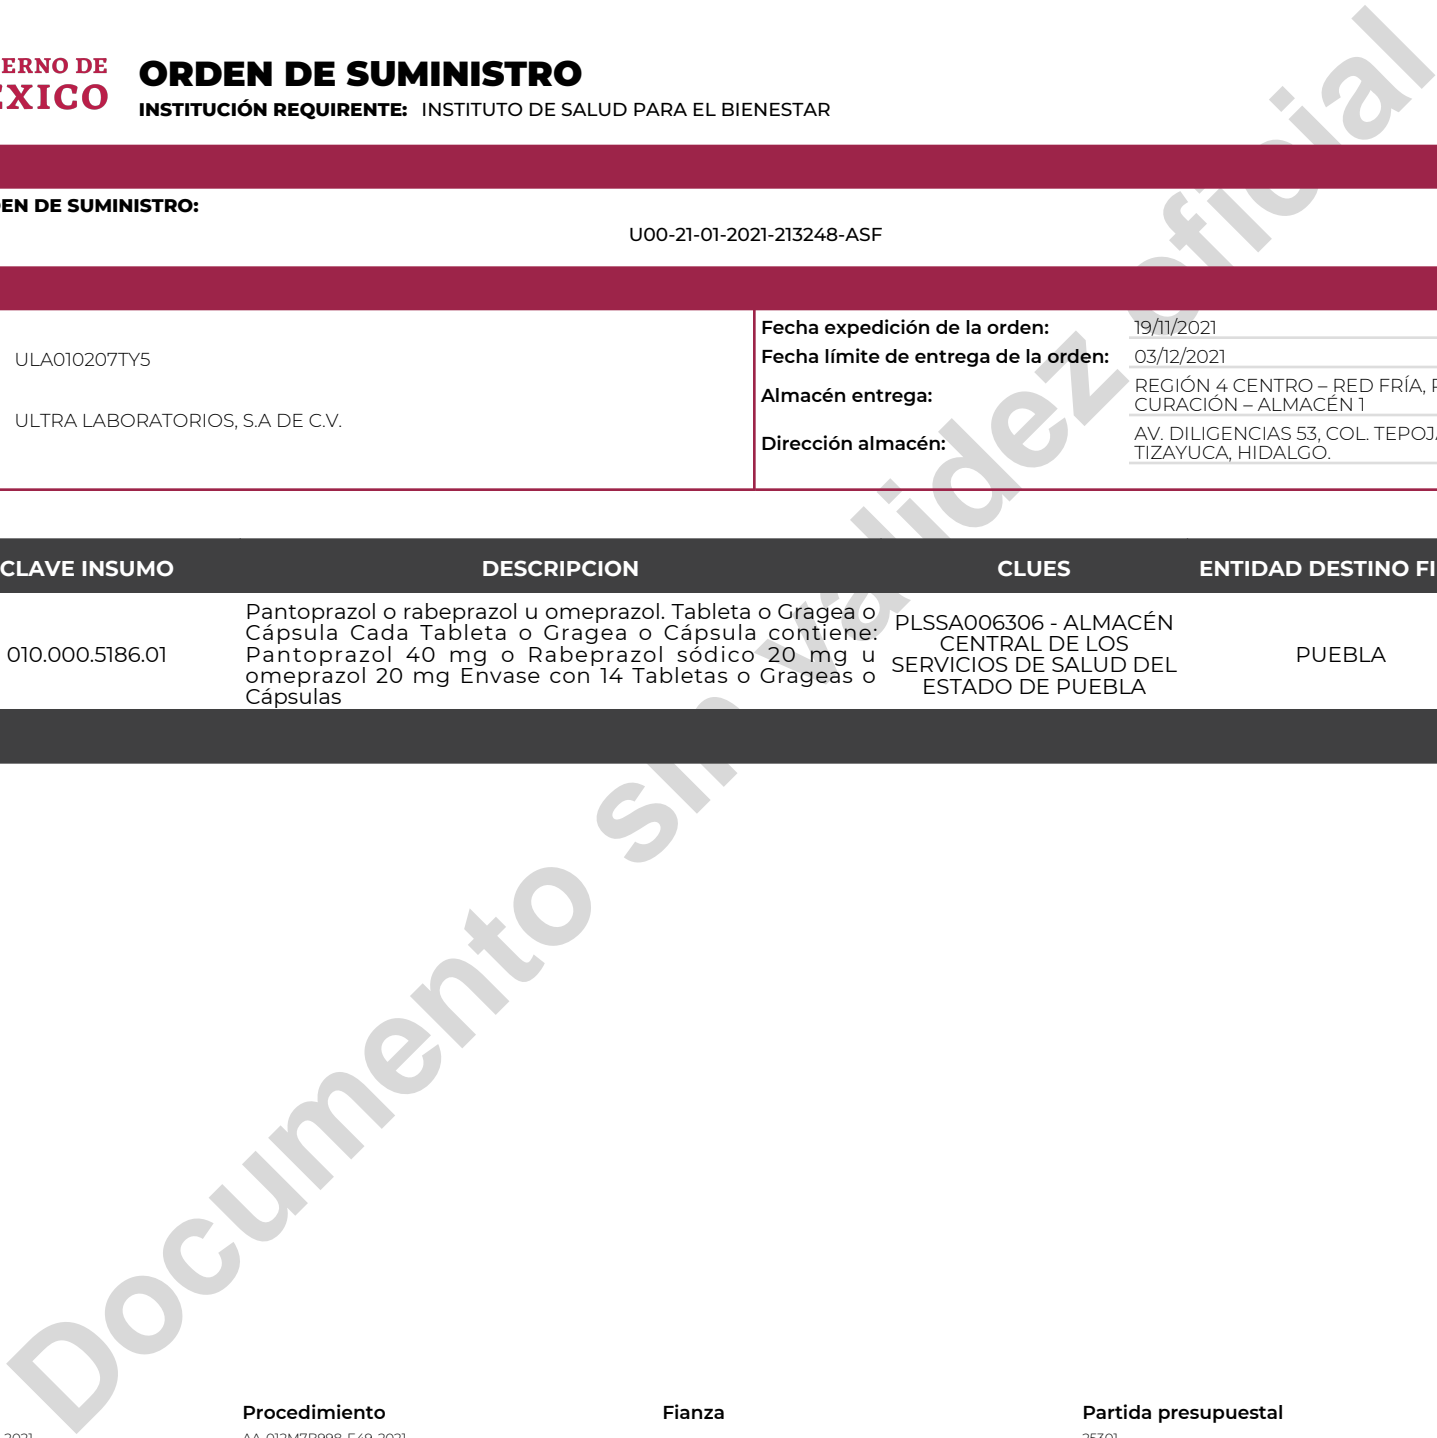 ERNO DE
ÉXICO
ORDEN DE SUMINISTRO
INSTITUCIÓN REQUIRENTE: INSTITUTO DE SALUD PARA EL BIENESTAR
EN DE SUMINISTRO:
U00-21-01-2021-213248-ASF
ULA010207TY5
ULTRA LABORATORIOS, S.A DE C.V.
Fecha expedición de la orden: 19/11/2021
Fecha límite de entrega de la orden: 03/12/2021
Almacén entrega: REGIÓN 4 CENTRO – RED FRÍA,
CURACIÓN – ALMACÉN 1
Dirección almacén: AV. DILIGENCIAS 53, COL. TEPOJ
TIZAYUCA, HIDALGO.
CLAVE INSUMO DESCRIPCION CLUES ENTIDAD DESTINO FI
010.000.5186.01
Pantoprazol o rabeprazol u omeprazol. Tableta o Gragea o
Cápsula Cada Tableta o Gragea o Cápsula contiene:
Pantoprazol 40 mg o Rabeprazol sódico 20 mg u
omeprazol 20 mg Envase con 14 Tabletas o Grageas o
Cápsulas
PLSSA006306 - ALMACÉN
CENTRAL DE LOS
SERVICIOS DE SALUD DEL
ESTADO DE PUEBLA
PUEBLA
Documento sin validez oficial
Procedimiento Fianza Partida presupuestal